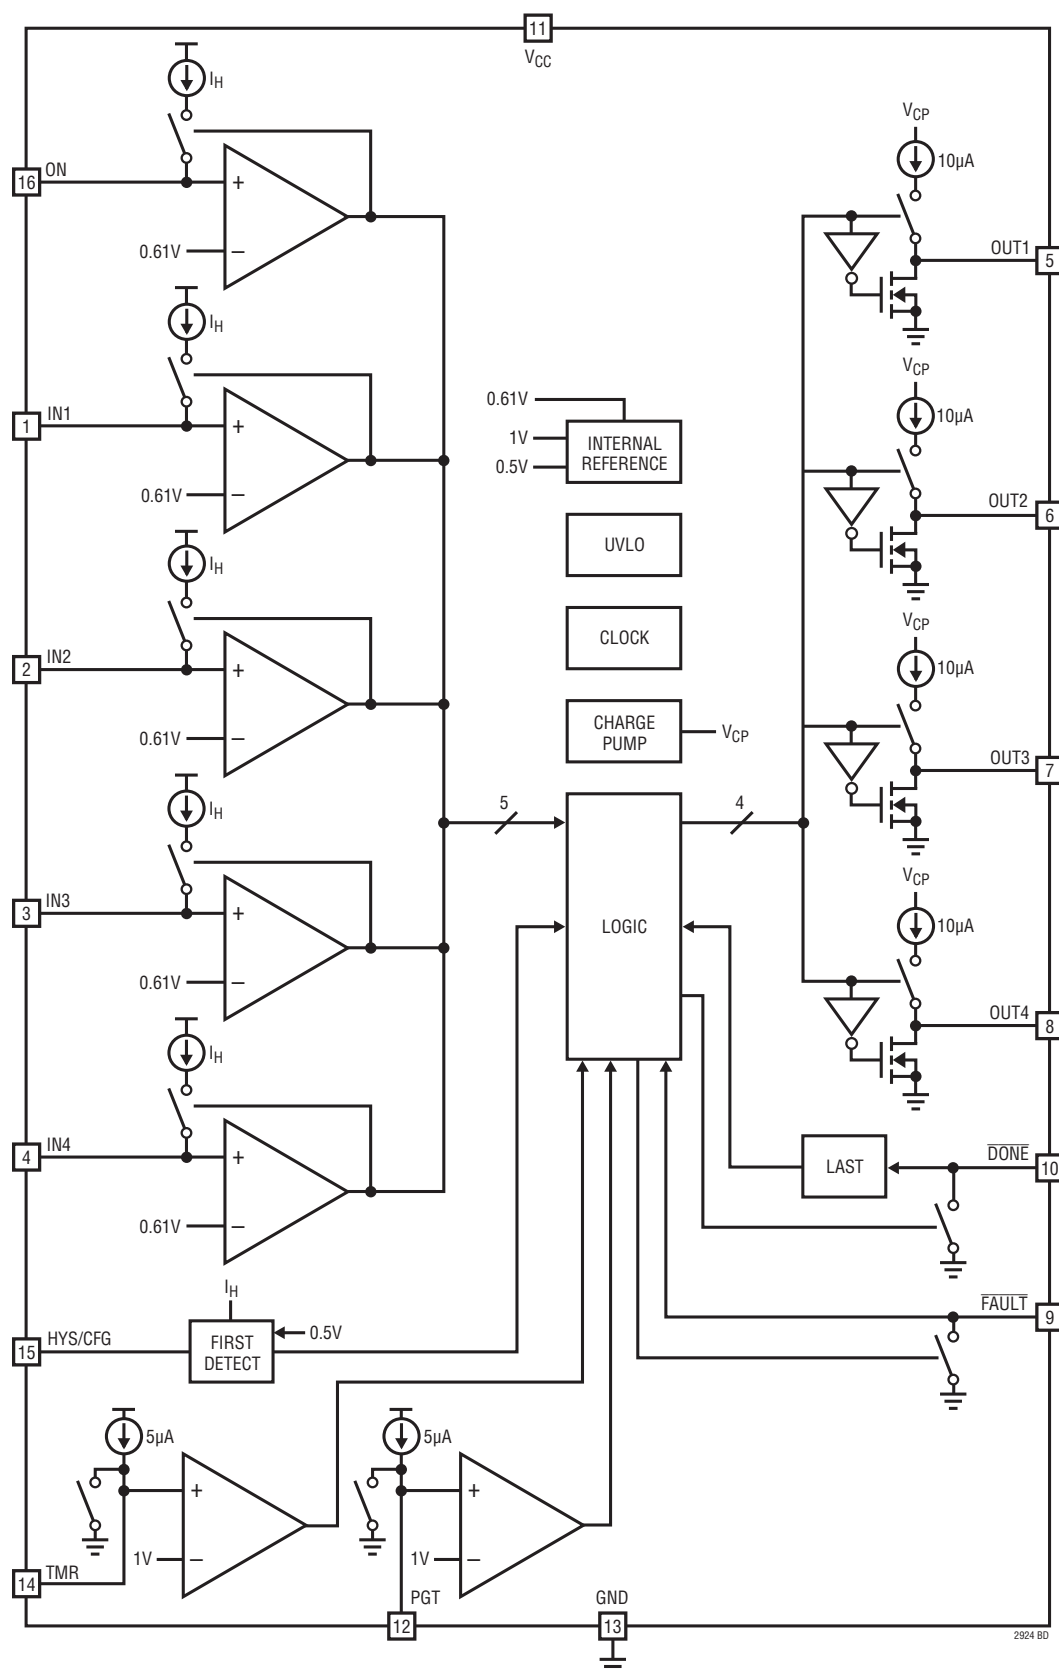 11
VCC
IH
16
ON
+
0.61V
–
VCP
10µA
OUT1
5
IH
1
IN1
+
0.61V
–
0.61V
1V
0.5V
INTERNAL
REFERENCE
VCP
10µA
OUT2
6
UVLO
IH
2
IN2
+
0.61V
–
CLOCK
CHARGE
PUMP
VCP
VCP
10µA
OUT3
7
IH
3
IN3
+
0.61V
–
5
LOGIC
4
VCP
10µA
OUT4
8
IH
4
IN4
+
0.61V
–
LAST
DONE
10
FAULT
9
IH
15
HYS/CFG
FIRST
DETECT
0.5V
5µA
+
1V
–
14
TMR
5µA
+
1V
–
PGT
12
GND
13
2924 BD